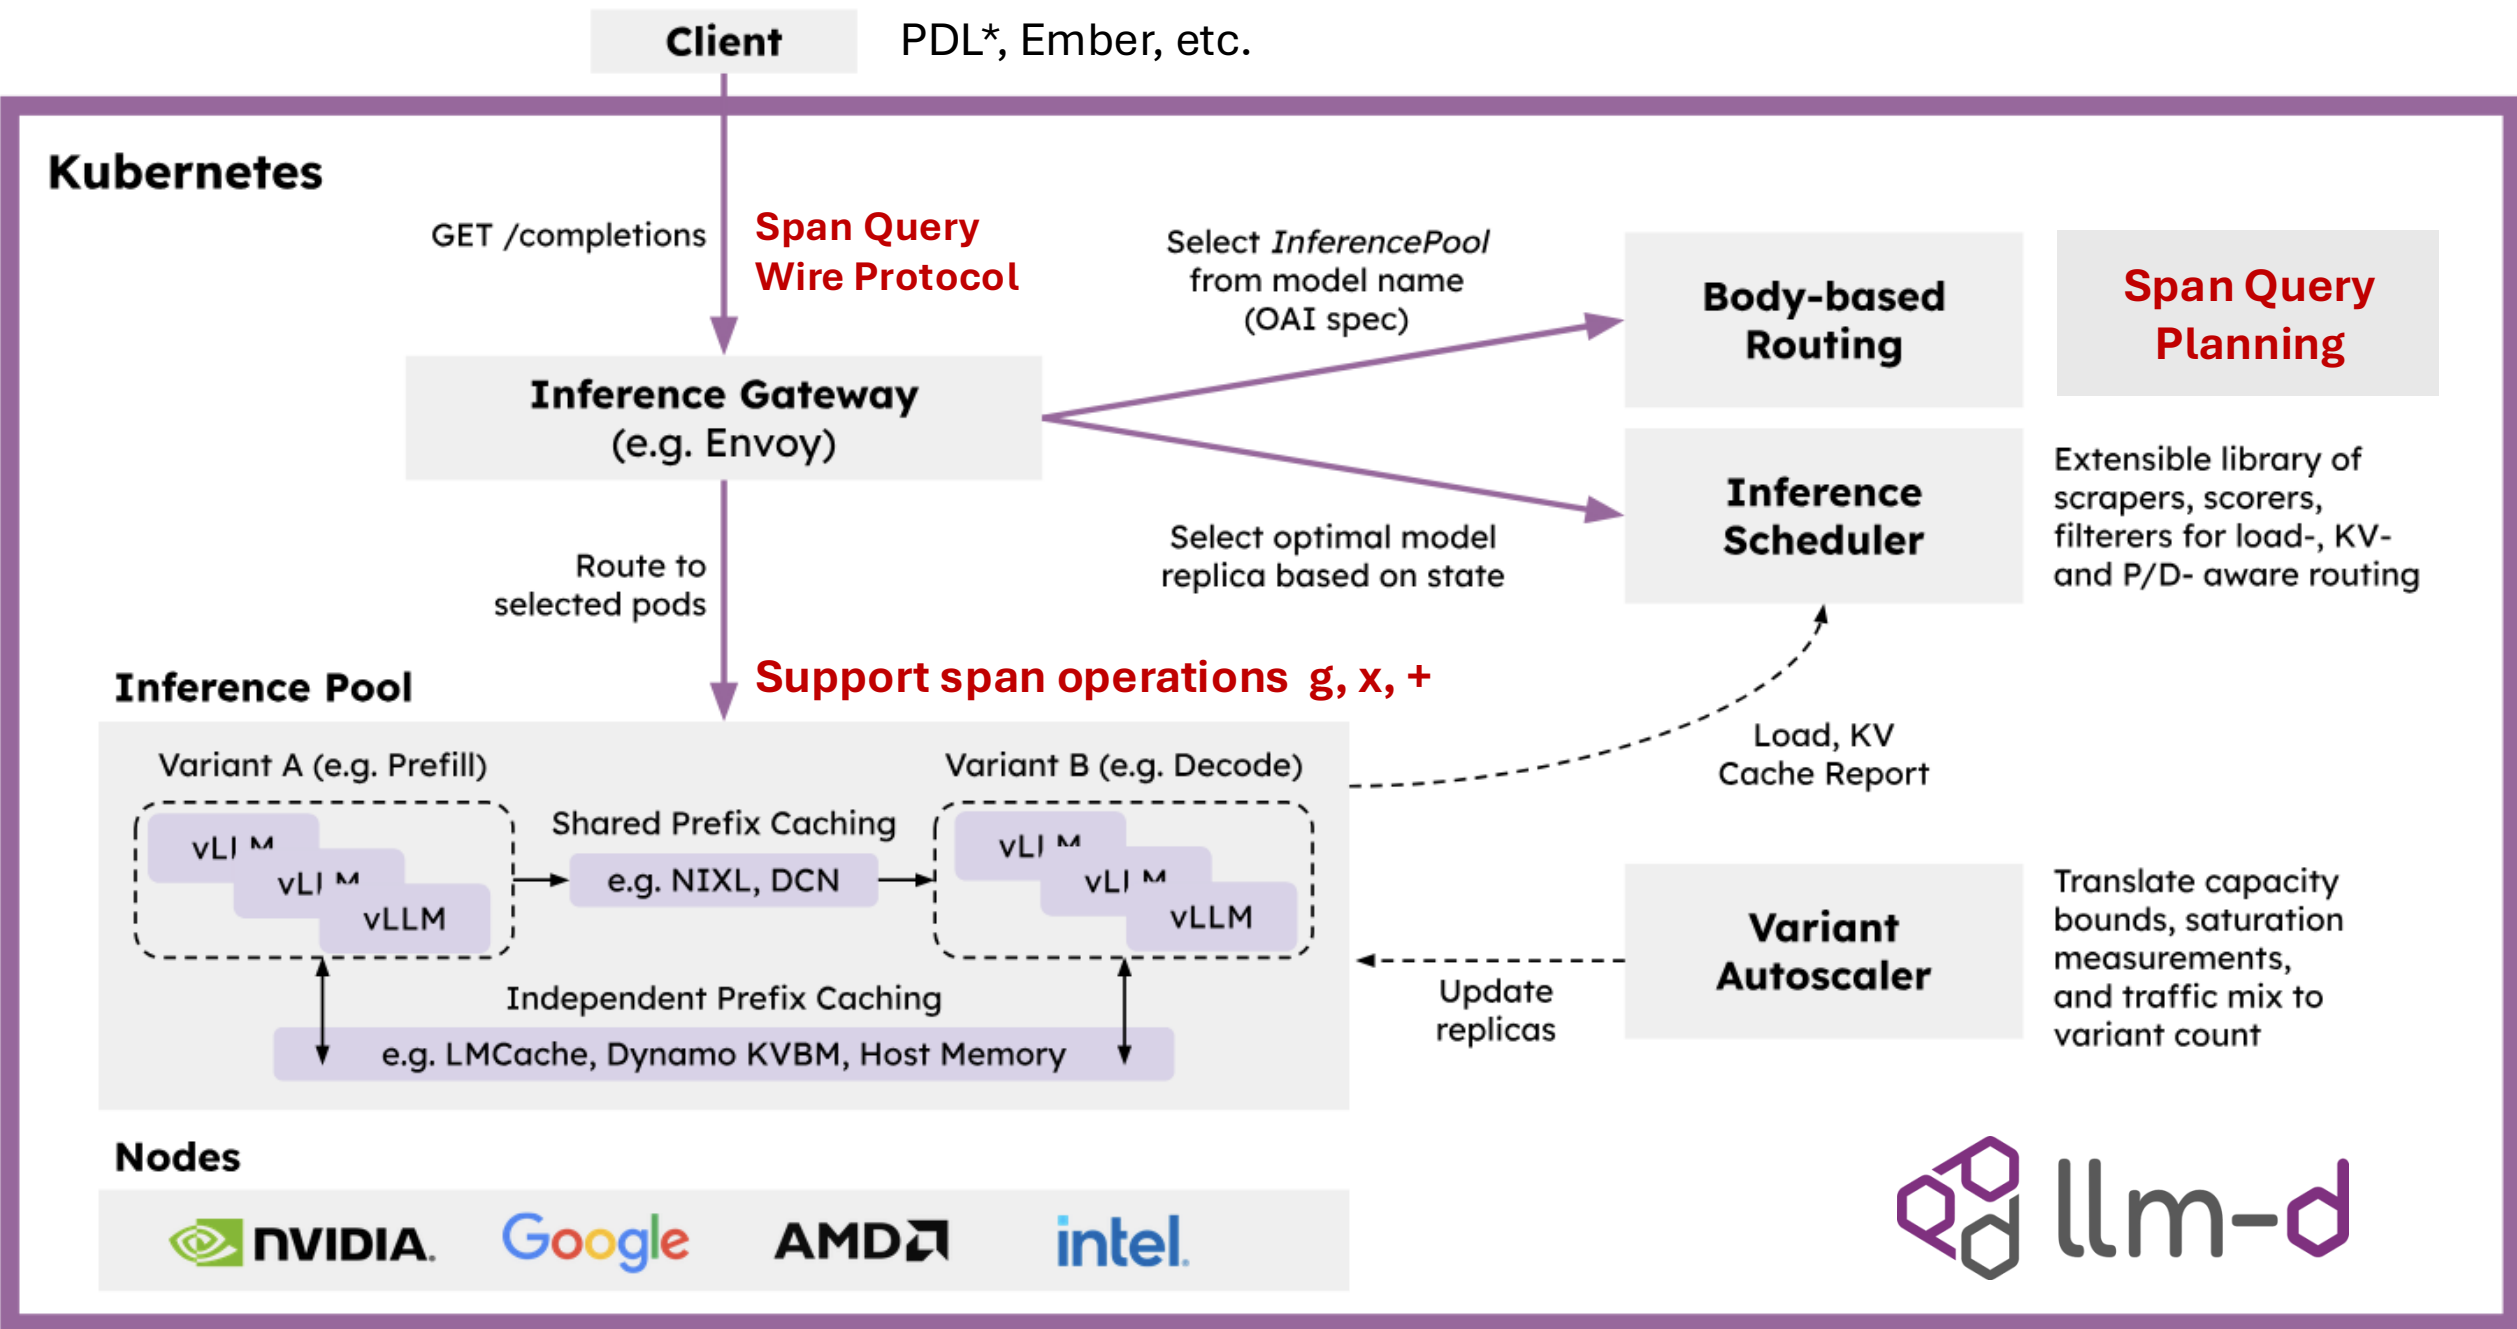 Client
PDL*, Ember, etc.
Kubernetes
GET /completions
Span Query
Wire Protocol
Select InferencePool
from model name
(OAI spec)
Body-based
Routing
Span Query
Planning
Inference Gateway
(e.g. Envoy)
Select optimal model
replica based on state
Inference
Scheduler
Extensible library of
scrapers, scorers,
filterers for load-, KV-
and P/D- aware routing
Route to
selected pods
Support span operations g, x, +
Inference Pool
Variant A (e.g. Prefill)
vLLM
vLLM
vLLM
Shared Prefix Caching
e.g. NIXL, DCN
Variant B (e.g. Decode)
vLLM
vLLM
vLLM
Independent Prefix Caching
e.g. LMCache, Dynamo KVBM, Host Memory
Load, KV
Cache Report
Update
replicas
Variant
Autoscaler
Translate capacity
bounds, saturation
measurements,
and traffic mix to
variant count
Nodes
NVIDIA.
Google
AMD
intel.
llm-d